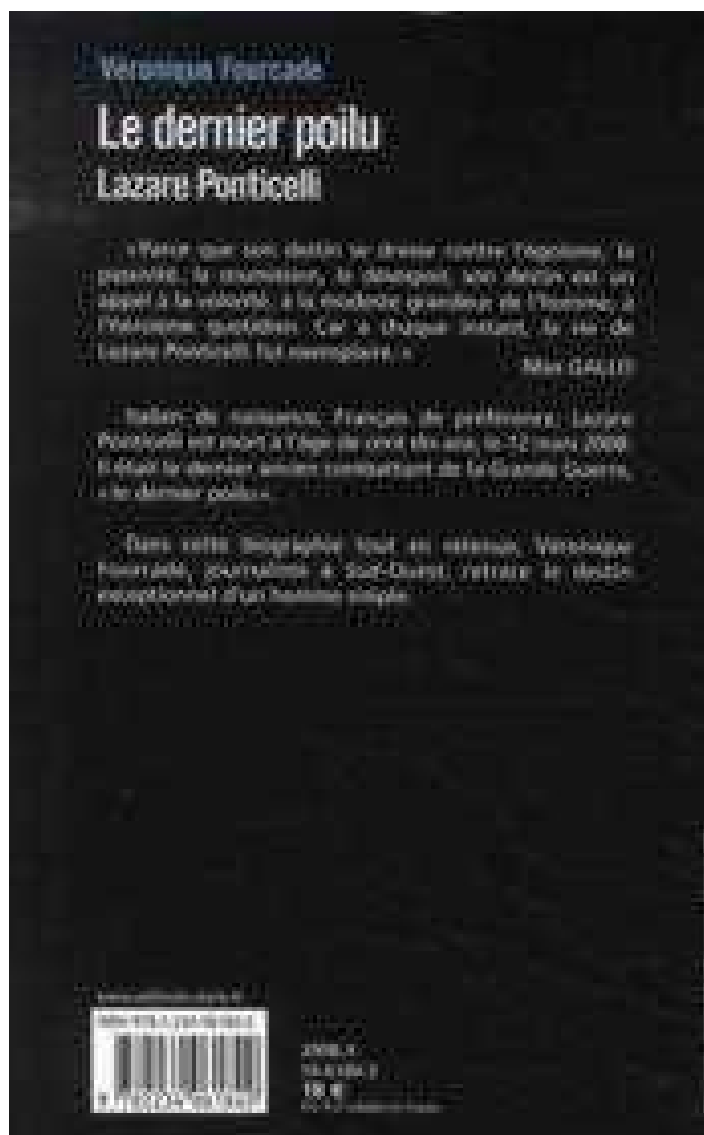 Véronique Fourcade
Le dernier poilu
Lazare Ponticelli
« Parce que son destin se dresse contre l'égoïsme, la
passivité, la soumission, le désespoir, son destin est un
appel à la volonté, à la modeste grandeur de l'homme, à
l'héroïsme quotidien. Car à chaque instant, la vie de
Lazare Ponticelli fut exemplaire. »
Max GALLO
Italien de naissance, Français de préférence, Lazare
Ponticelli est mort à l'âge de cent dix ans, le 12 mars 2008.
Il était le dernier ancien combattant de la Grande Guerre,
« le dernier poilu ».
Dans cette biographie tout en retenue, Véronique
Fourcade, journaliste à Sud-Ouest, retrace le destin
exceptionnel d'un homme simple.
18 €